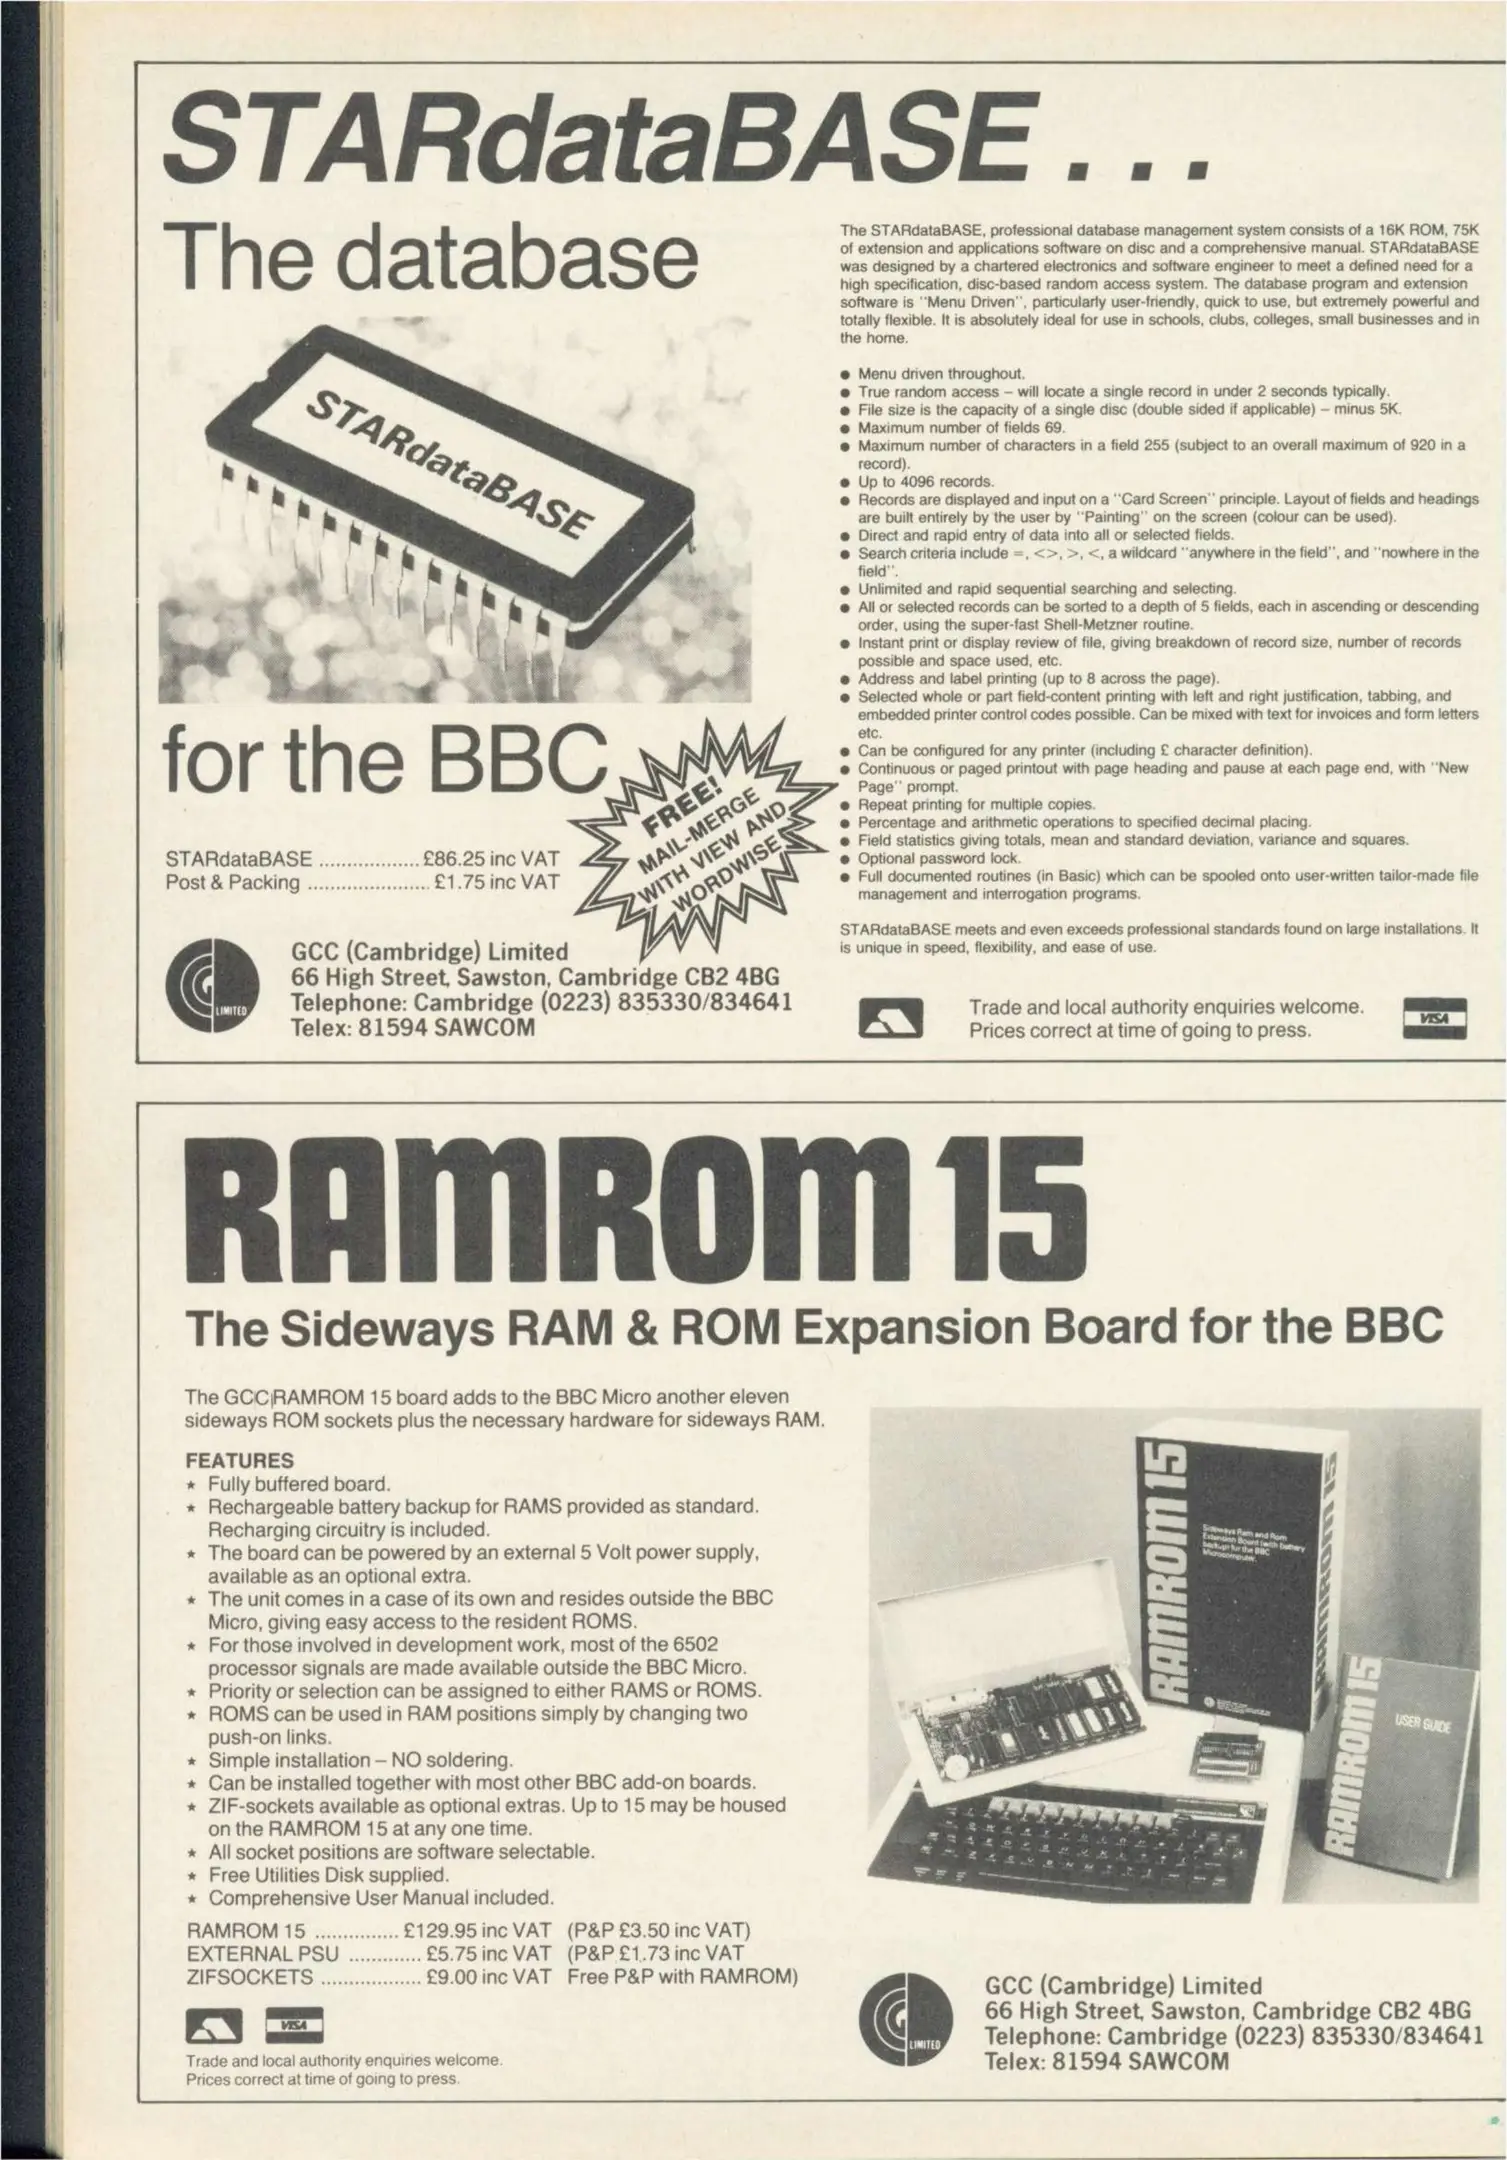 STARdataBASE...
The database
STARdataBASE
for the BBC
FREE!
MAIL-MERGE
WITH VIEW AND
WORDWISE
STARdataBASE .................. £86.25 inc VAT
Post & Packing ...................... £1.75 inc VAT
LIMITED
GCC (Cambridge) Limited
66 High Street, Sawston, Cambridge CB2 4BG
Telephone: Cambridge (0223) 835330/834641
Telex: 81594 SAWCOM
The STARdataBASE, professional database management system consists of a 16K ROM, 75K
of extension and applications software on disc and a comprehensive manual. STARdataBASE
was designed by a chartered electronics and software engineer to meet a defined need for a
high specification, disc-based random access system. The database program and extension
software is "Menu Driven", particularly user-friendly, quick to use, but extremely powerful and
totally flexible. It is absolutely ideal for use in schools, clubs, colleges, small businesses and in
the home.
● Menu driven throughout.
● True random access – will locate a single record in under 2 seconds typically.
● File size is the capacity of a single disc (double sided if applicable) – minus 5K.
● Maximum number of fields 69.
● Maximum number of characters in a field 255 (subject to an overall maximum of 920 in a
record).
● Up to 4096 records.
● Records are displayed and input on a "Card Screen" principle. Layout of fields and headings
are built entirely by the user by "Painting" on the screen (colour can be used).
● Direct and rapid entry of data into all or selected fields.
● Search criteria include =, <>, >, <, a wildcard "anywhere in the field", and "nowhere in the
field".
● Unlimited and rapid sequential searching and selecting.
● All or selected records can be sorted to a depth of 5 fields, each in ascending or descending
order, using the super-fast Shell-Metzner routine.
● Instant print or display review of file, giving breakdown of record size, number of records
possible and space used, etc.
● Address and label printing (up to 8 across the page).
● Selected whole or part field-content printing with left and right justification, tabbing, and
embedded printer control codes possible. Can be mixed with text for invoices and form letters
etc.
● Can be configured for any printer (including £ character definition).
● Continuous or paged printout with page heading and pause at each page end, with "New
Page" prompt.
● Repeat printing for multiple copies.
● Percentage and arithmetic operations to specified decimal placing.
● Field statistics giving totals, mean and standard deviation, variance and squares.
● Optional password lock.
● Full documented routines (in Basic) which can be spooled onto user-written tailor-made file
management and interrogation programs.
STARdataBASE meets and even exceeds professional standards found on large installations. It
is unique in speed, flexibility, and ease of use.
Trade and local authority enquiries welcome.
Prices correct at time of going to press.
VISA
RAMROM 15
The Sideways RAM & ROM Expansion Board for the BBC
The GCC RAMROM 15 board adds to the BBC Micro another eleven
sideways ROM sockets plus the necessary hardware for sideways RAM.
FEATURES
★ Fully buffered board.
★ Rechargeable battery backup for RAMS provided as standard.
Recharging circuitry is included.
★ The board can be powered by an external 5 Volt power supply,
available as an optional extra.
★ The unit comes in a case of its own and resides outside the BBC
Micro, giving easy access to the resident ROMS.
★ For those involved in development work, most of the 6502
processor signals are made available outside the BBC Micro.
★ Priority or selection can be assigned to either RAMS or ROMS.
★ ROMS can be used in RAM positions simply by changing two
push-on links.
★ Simple installation – NO soldering.
★ Can be installed together with most other BBC add-on boards.
★ ZIF-sockets available as optional extras. Up to 15 may be housed
on the RAMROM 15 at any one time.
★ All socket positions are software selectable.
★ Free Utilities Disk supplied.
★ Comprehensive User Manual included.
RAMROM 15 ............... £129.95 inc VAT (P&P £3.50 inc VAT)
EXTERNAL PSU ............. £5.75 inc VAT (P&P £1.73 inc VAT
ZIFSOCKETS .................. £9.00 inc VAT Free P&P with RAMROM)
VISA
Trade and local authority enquiries welcome.
Prices correct at time of going to press.
RAMROM 15
Sideways Ram and Rom
Expansion Board (with battery
backup) for the BBC
Microcomputer.
RAMROM 15
RAMROM 15
USER GUIDE
LIMITED
GCC (Cambridge) Limited
66 High Street, Sawston, Cambridge CB2 4BG
Telephone: Cambridge (0223) 835330/834641
Telex: 81594 SAWCOM